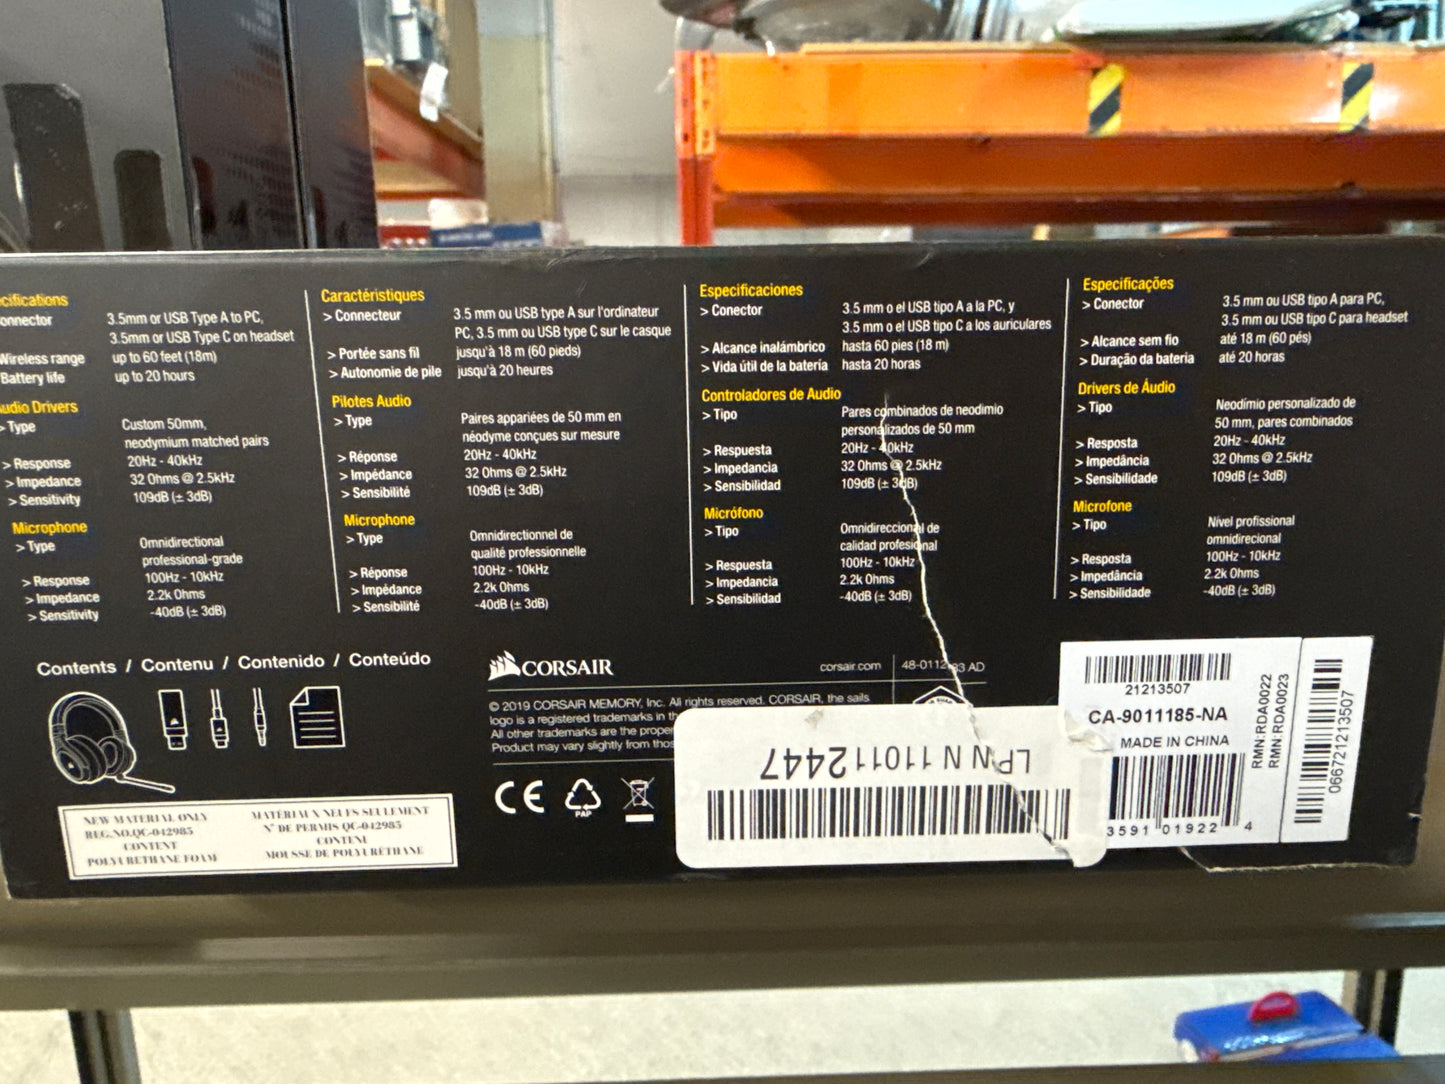 3.5mm or USB Type A to PC,
3.5mm or USB Type C on headset
Wireless range up to 60 feet (18m)
Battery life up to 20 hours
> Type Custom 50mm,
neodymium matched pairs
> Response 20Hz - 40kHz
> Impedance 32 Ohms @ 2.5kHz
> Sensitivity 109dB (± 3dB)
Microphone
> Type Omnidirectional
professional-grade
> Response 100Hz - 10kHz
> Impedance 2.2k Ohms
> Sensitivity -40dB (± 3dB)
Caractéristiques
> Connecteur 3.5 mm ou USB type A sur l'ordinateur
PC, 3.5 mm ou USB type C sur le casque
> Portée sans fil jusqu'à 18 m (60 pieds)
> Autonomie de pile jusqu'à 20 heures
Pilotes Audio
> Type Paires appariées de 50 mm en
néodyme conçues sur mesure
> Réponse 20Hz - 40kHz
> Impédance 32 Ohms @ 2.5kHz
> Sensibilité 109dB (± 3dB)
Microphone
> Type Omnidirectionnel de
qualité professionnelle
> Réponse 100Hz - 10kHz
> Impédance 2.2k Ohms
> Sensibilité -40dB (± 3dB)
Especificaciones
> Conector 3.5 mm o el USB tipo A a la PC, y
3.5 mm o el USB tipo C a los auriculares
> Alcance inalámbrico hasta 60 pies (18 m)
> Vida útil de la batería hasta 20 horas
Controladores de Audio
> Tipo Pares combinados de neodimio
personalizados de 50 mm
> Respuesta 20Hz - 40kHz
> Impedancia 32 Ohms @ 2.5kHz
> Sensibilidad 109dB (± 3dB)
Micrófono
> Tipo Omnidireccional de
calidad profesional
> Respuesta 100Hz - 10kHz
> Impedancia 2.2k Ohms
> Sensibilidad -40dB (± 3dB)
Especificações
> Conector 3.5 mm ou USB tipo A para PC,
3.5 mm ou USB tipo C para headset
> Alcance sem fio até 18 m (60 pés)
> Duração da bateria até 20 horas
Drivers de Áudio
> Tipo Neodímio personalizado de
50 mm, pares combinados
> Resposta 20Hz - 40kHz
> Impedância 32 Ohms @ 2.5kHz
> Sensibilidade 109dB (± 3dB)
Microfone
> Tipo Nível profissional
omnidirecional
> Resposta 100Hz - 10kHz
> Impedância 2.2k Ohms
> Sensibilidade -40dB (± 3dB)
Contents / Contenu / Contenido / Conteúdo
CORSAIR
corsair.com
AD
© 2019 CORSAIR MEMORY, Inc. All rights reserved. CORSAIR, the sails
logo is a registered trademarks in
All other trademarks are the
Product may vary slightly from
CE
PAP
NEW MATERIAL ONLY
REG.NO.QC-042985
CONTENT
POLYURETHANE FOAM
MATÉRIAUX NEUFS SEULEMENT
N° DE PERMIS QC-042985
CONTENU
MOUSSE DE POLYURÉTHANE
LPN N 110112447
21213507
CA-9011185-NA
MADE IN CHINA
3591 01922 4
RMN:RDA0022
RMN:RDA0023
066721213507